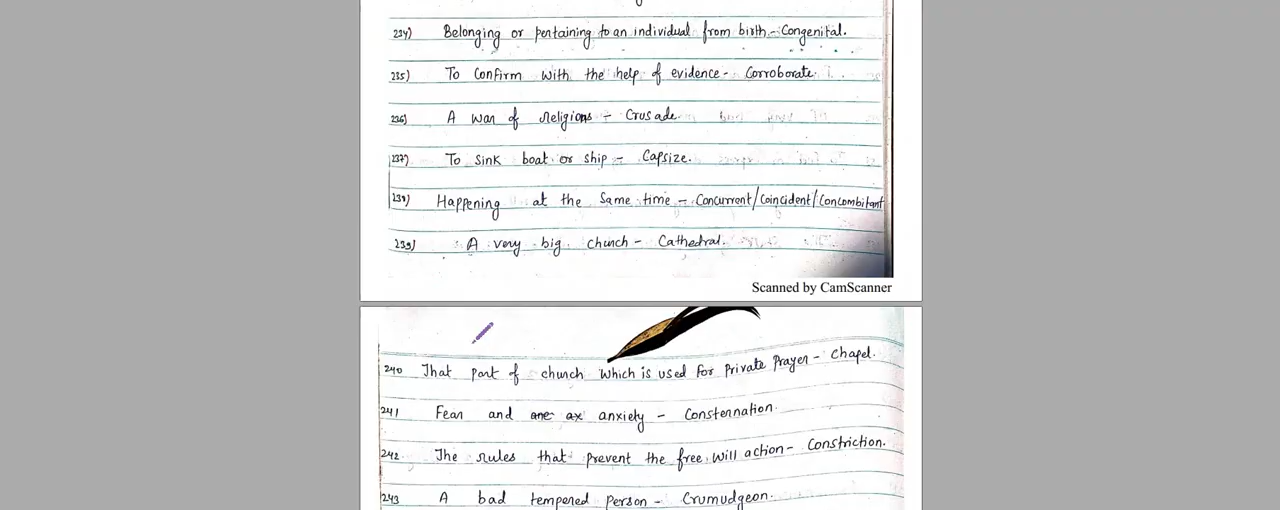 234) Belonging or pertaining to an individual from birth - Congenital.
235) To Confirm with the help of evidence - Corroborate.
236) A war of religions - Crusade
237) To sink boat or ship - Capsize.
239) Happening at the same time - Concurrent/Coincident/Concombitant
239) A very big church - Cathedral.
Scanned by CamScanner
240 That part of church which is used for Private Prayer - Chapel.
241 Fear and ane ax anxiety - Consternation.
242. The rules that prevent the free will action - Constriction.
243 A bad tempered person - Crumudgeon.